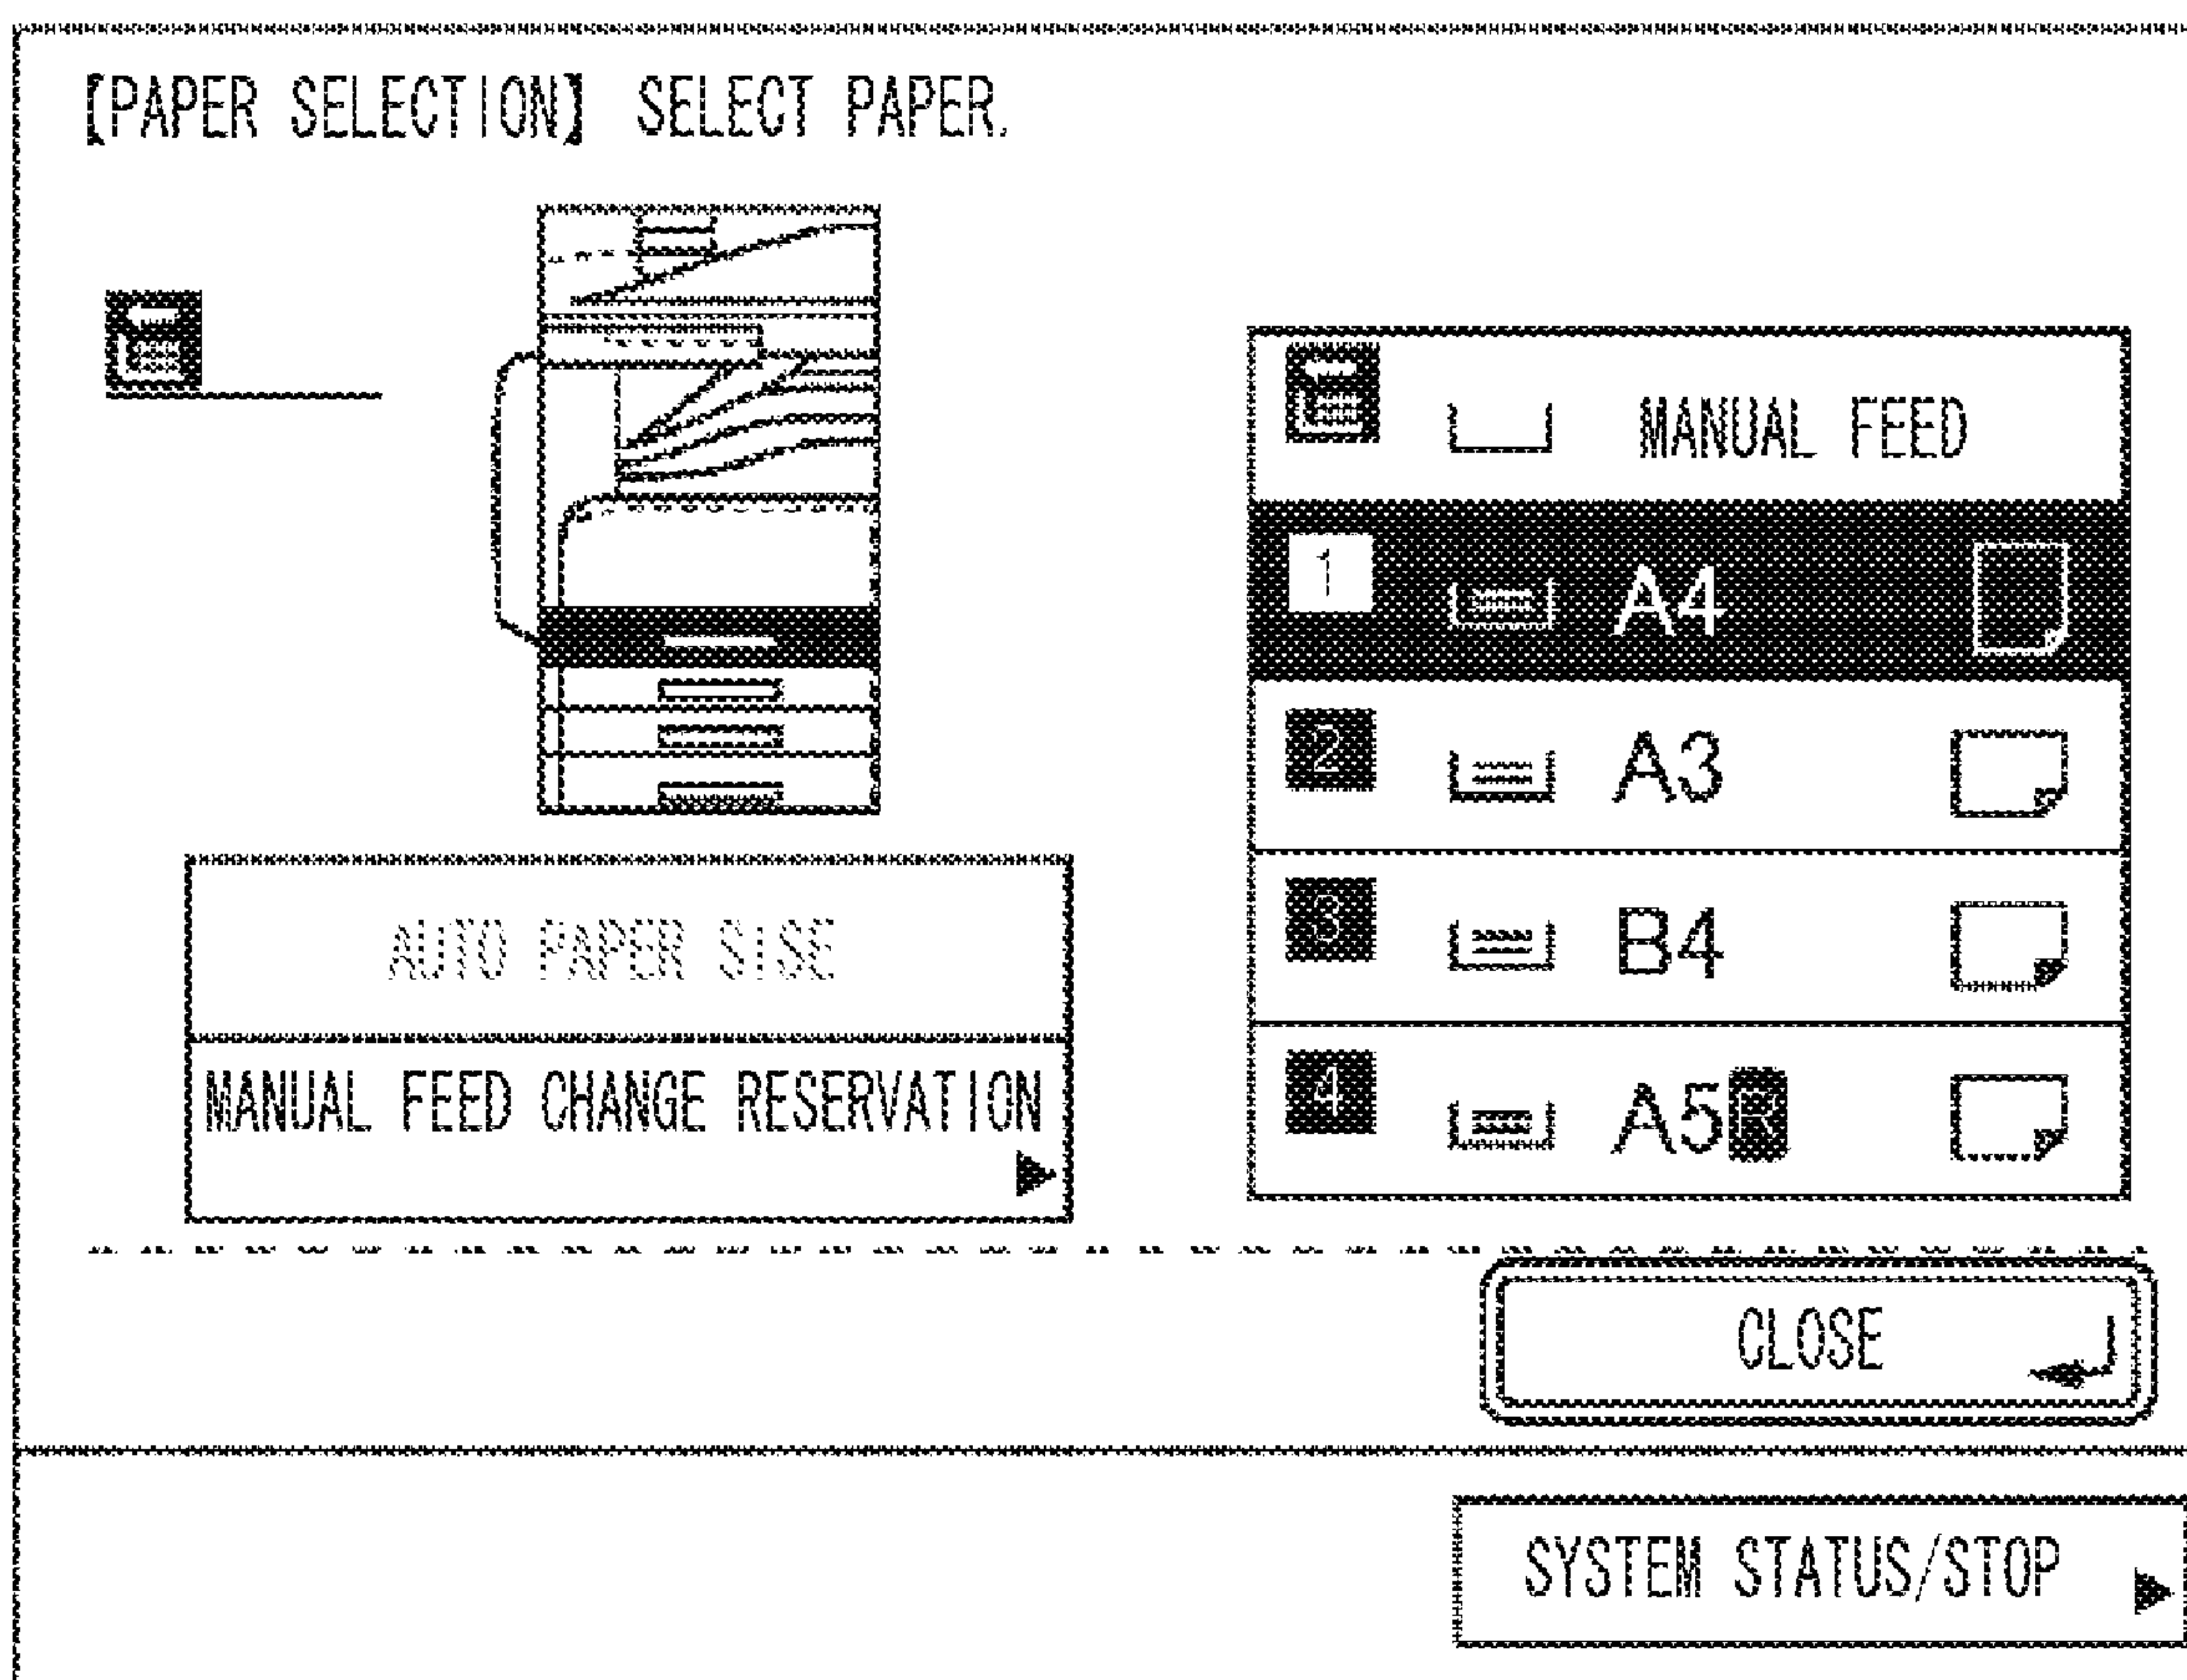 【PAPER SELECTION】 SELECT PAPER.
MANUAL FEED
1 A4
2 A3
3 B4
4 A5R
AUTO PAPER SISE
MANUAL FEED CHANGE RESERVATION
CLOSE
SYSTEM STATUS/STOP